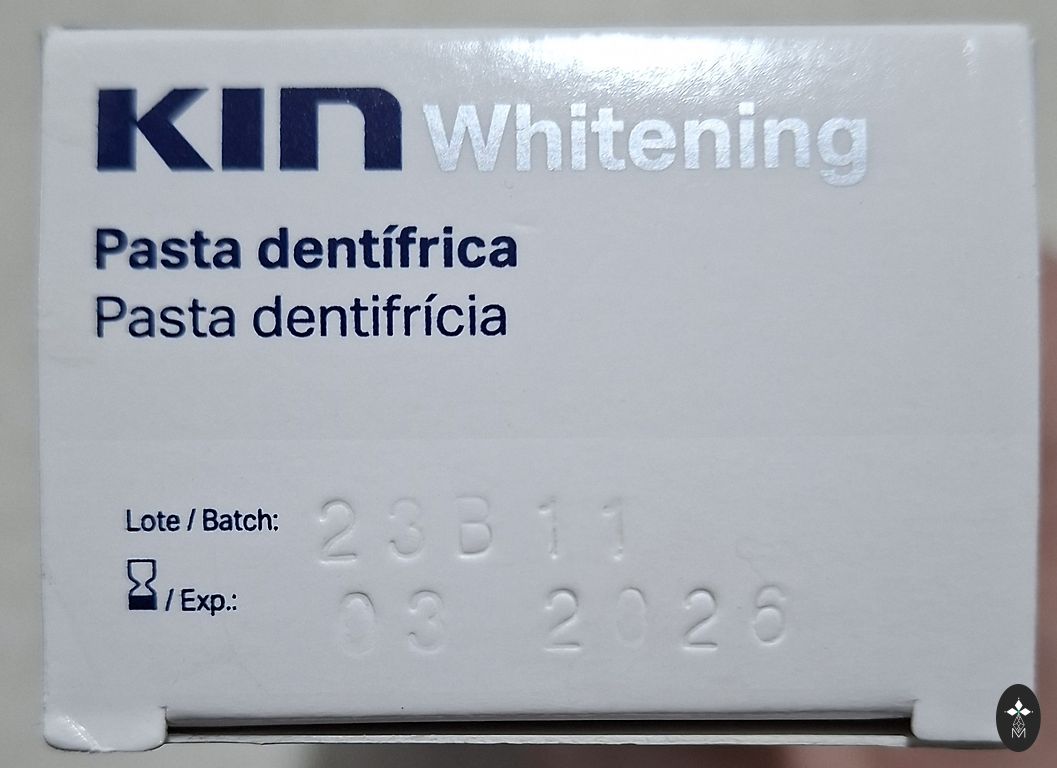 KIN Whitening
Pasta dentífrica
Pasta dentifrícia
Lote / Batch: 23B11
/ Exp.: 03 2026